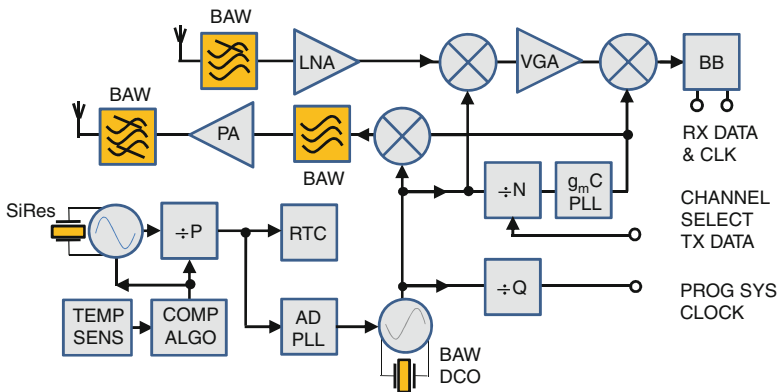 BAW
LNA
VGA
BB
RX DATA
& CLK
BAW
PA
BAW
÷N
gmC
PLL
CHANNEL
SELECT
TX DATA
SiRes
÷P
RTC
TEMP
SENS
COMP
ALGO
AD
PLL
÷Q
PROG SYS
CLOCK
BAW
DCO